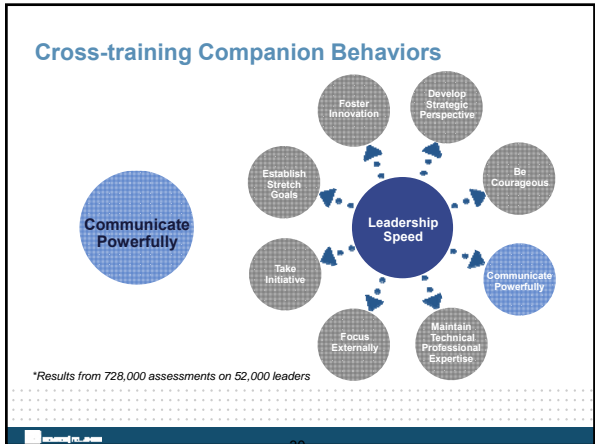 Cross-training Companion Behaviors
Foster
Innovation
Develop
Strategic
Perspective
Establish
Stretch
Goals
Be
Courageous
Communicate
Powerfully
Leadership
Speed
Take
Initiative
Communicate
Powerfully
Focus
Externally
Maintain
Technical
Professional
Expertise
*Results from 728,000 assessments on 52,000 leaders